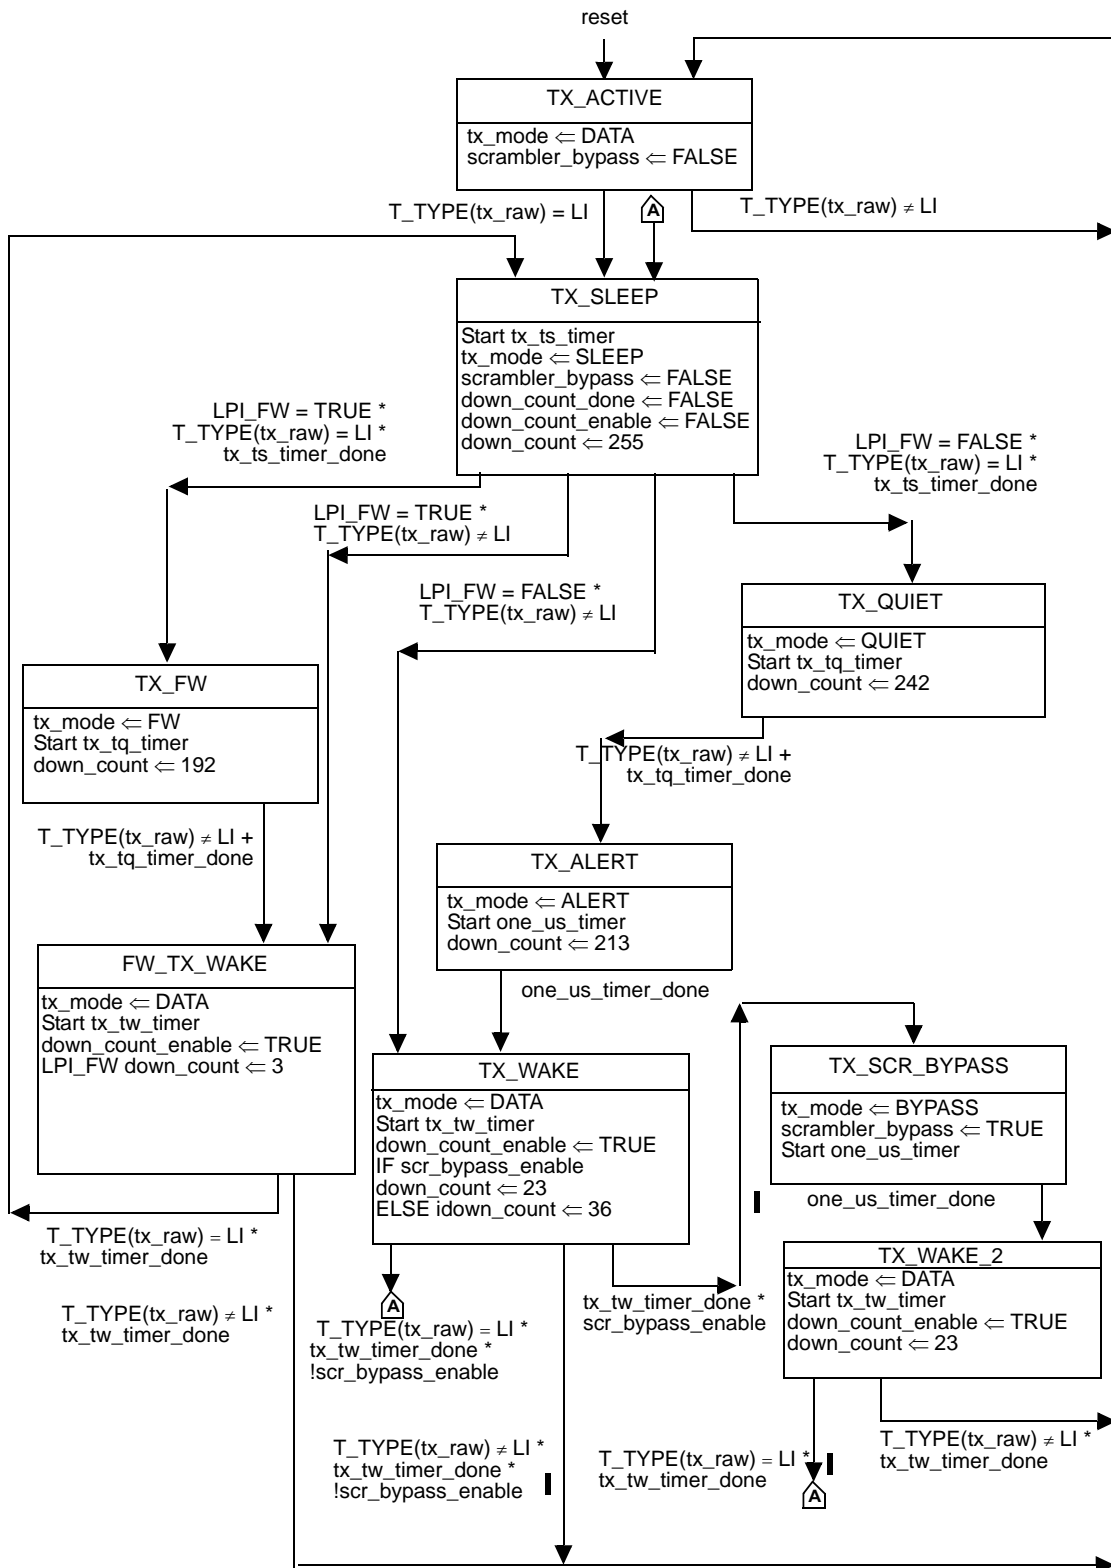 reset
TX_ACTIVE
tx_mode ⇐ DATA
scrambler_bypass ⇐ FALSE
T_TYPE(tx_raw) = LI
A
T_TYPE(tx_raw) ≠ LI
TX_SLEEP
Start tx_ts_timer
tx_mode ⇐ SLEEP
scrambler_bypass ⇐ FALSE
down_count_done ⇐ FALSE
down_count_enable ⇐ FALSE
down_count ⇐ 255
LPI_FW = TRUE *
T_TYPE(tx_raw) = LI *
tx_ts_timer_done
LPI_FW = FALSE *
T_TYPE(tx_raw) = LI *
tx_ts_timer_done
LPI_FW = TRUE *
T_TYPE(tx_raw) ≠ LI
LPI_FW = FALSE *
T_TYPE(tx_raw) ≠ LI
TX_QUIET
tx_mode ⇐ QUIET
Start tx_tq_timer
down_count ⇐ 242
TX_FW
tx_mode ⇐ FW
Start tx_tq_timer
down_count ⇐ 192
T_TYPE(tx_raw) ≠ LI +
tx_tq_timer_done
T_TYPE(tx_raw) ≠ LI +
tx_tq_timer_done
TX_ALERT
tx_mode ⇐ ALERT
Start one_us_timer
down_count ⇐ 213
one_us_timer_done
FW_TX_WAKE
tx_mode ⇐ DATA
Start tx_tw_timer
down_count_enable ⇐ TRUE
LPI_FW down_count ⇐ 3
TX_WAKE
tx_mode ⇐ DATA
Start tx_tw_timer
down_count_enable ⇐ TRUE
IF scr_bypass_enable
down_count ⇐ 23
ELSE idown_count ⇐ 36
TX_SCR_BYPASS
tx_mode ⇐ BYPASS
scrambler_bypass ⇐ TRUE
Start one_us_timer
one_us_timer_done
T_TYPE(tx_raw) = LI *
tx_tw_timer_done
T_TYPE(tx_raw) ≠ LI *
tx_tw_timer_done
TX_WAKE_2
tx_mode ⇐ DATA
Start tx_tw_timer
down_count_enable ⇐ TRUE
down_count ⇐ 23
tx_tw_timer_done *
scr_bypass_enable
A
T_TYPE(tx_raw) = LI *
tx_tw_timer_done *
!scr_bypass_enable
T_TYPE(tx_raw) ≠ LI *
tx_tw_timer_done *
!scr_bypass_enable
T_TYPE(tx_raw) = LI *
tx_tw_timer_done
A
T_TYPE(tx_raw) ≠ LI *
tx_tw_timer_done